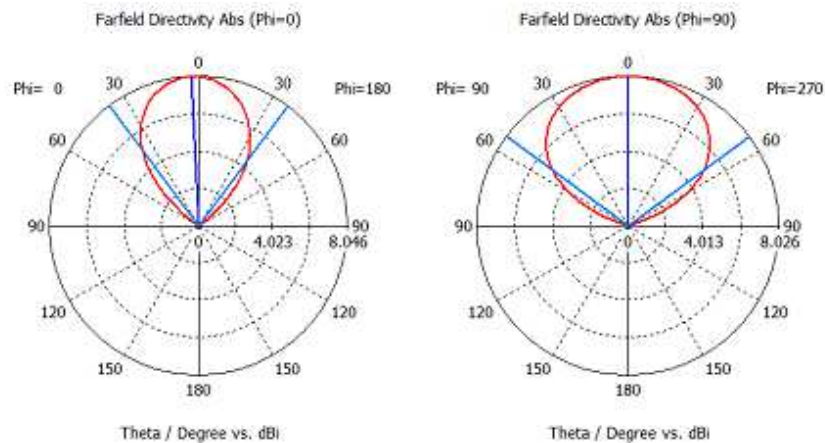 Farfield Directivity Abs (Phi=0)
0
Phi= 0 30 30 Phi=180
60 60
90 0 4.023 8.046 90
120 120
150 150
180
Theta / Degree vs. dBi
Farfield Directivity Abs (Phi=90)
0
Phi= 90 30 30 Phi=270
60 60
90 0 4.013 8.026 90
120 120
150 150
180
Theta / Degree vs. dBi